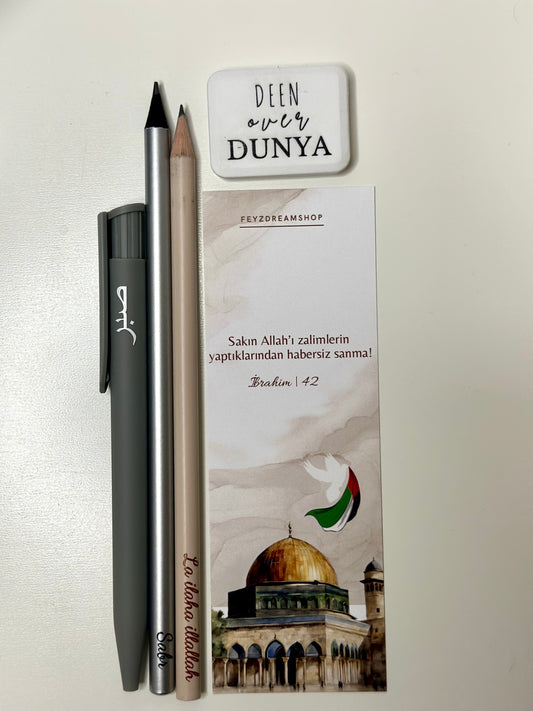 DEEN
over
DUNYA
FEYZDREAMSHOP
Sakın Allah'ı zalimlerin
yaptıklarından habersiz sanma!
İbrahim | 42
صبر
Sabr
La ilaha illallah